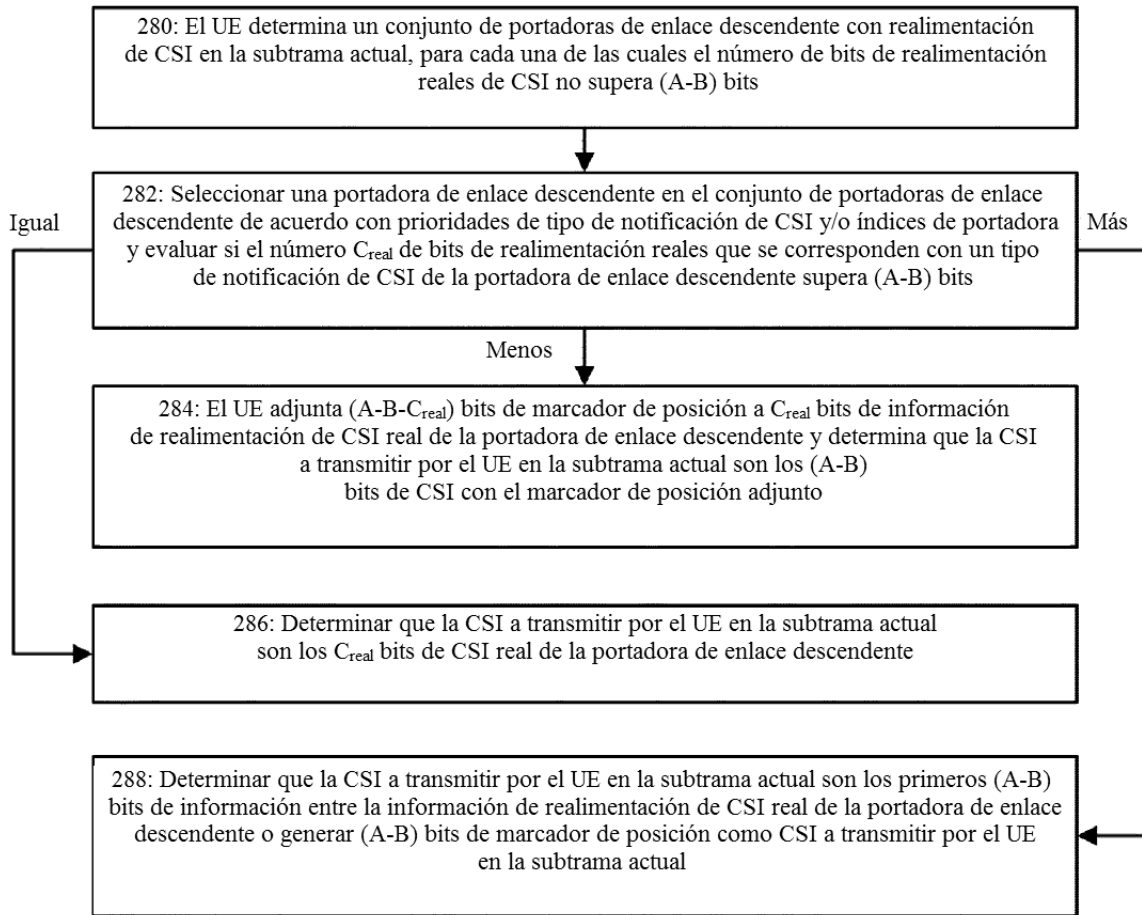 280: El UE determina un conjunto de portadoras de enlace descendente con realimentación
de CSI en la subtrama actual, para cada una de las cuales el número de bits de realimentación
reales de CSI no supera (A-B) bits
282: Seleccionar una portadora de enlace descendente en el conjunto de portadoras de enlace
descendente de acuerdo con prioridades de tipo de notificación de CSI y/o índices de portadora
y evaluar si el número Creal de bits de realimentación reales que se corresponden con un tipo
de notificación de CSI de la portadora de enlace descendente supera (A-B) bits
Igual
Más
Menos
284: El UE adjunta (A-B-Creal) bits de marcador de posición a Creal bits de información
de realimentación de CSI real de la portadora de enlace descendente y determina que la CSI
a transmitir por el UE en la subtrama actual son los (A-B)
bits de CSI con el marcador de posición adjunto
286: Determinar que la CSI a transmitir por el UE en la subtrama actual
son los Creal bits de CSI real de la portadora de enlace descendente
288: Determinar que la CSI a transmitir por el UE en la subtrama actual son los primeros (A-B)
bits de información entre la información de realimentación de CSI real de la portadora de enlace
descendente o generar (A-B) bits de marcador de posición como CSI a transmitir por el UE
en la subtrama actual